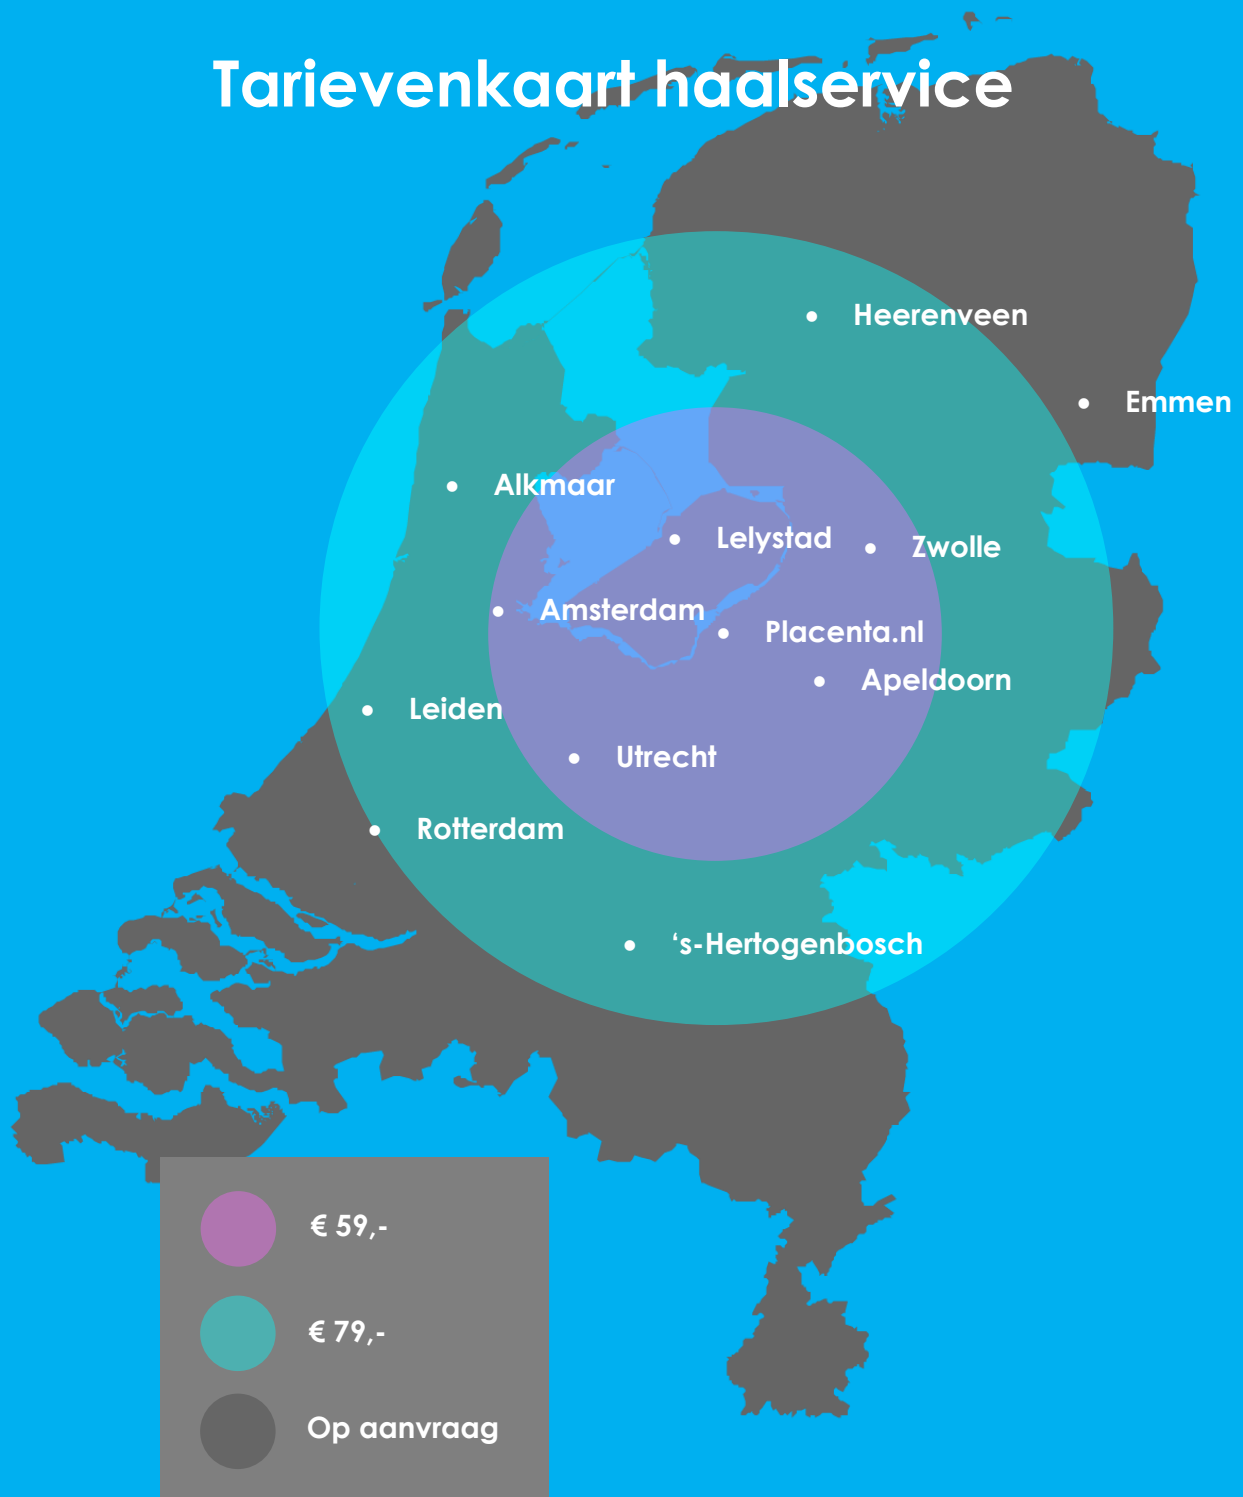 Tarievenkaart haalservice
Heerenveen
Emmen
Alkmaar
Lelystad
Zwolle
Amsterdam
Placenta.nl
Apeldoorn
Leiden
Utrecht
Rotterdam
‘s-Hertogenbosch
€ 59,-
€ 79,-
Op aanvraag